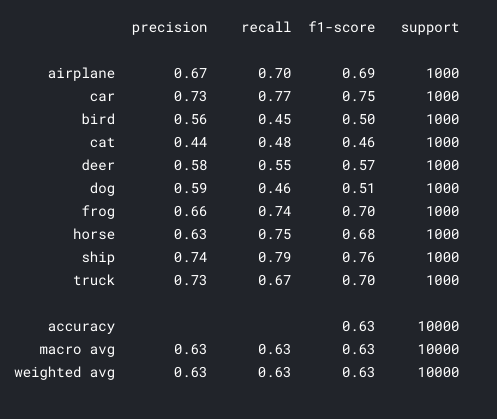 precision recall f1-score support
airplane 0.67 0.70 0.69 1000
car 0.73 0.77 0.75 1000
bird 0.56 0.45 0.50 1000
cat 0.44 0.48 0.46 1000
deer 0.58 0.55 0.57 1000
dog 0.59 0.46 0.51 1000
frog 0.66 0.74 0.70 1000
horse 0.63 0.75 0.68 1000
ship 0.74 0.79 0.76 1000
truck 0.73 0.67 0.70 1000
accuracy 0.63 10000
macro avg 0.63 0.63 0.63 10000
weighted avg 0.63 0.63 0.63 10000